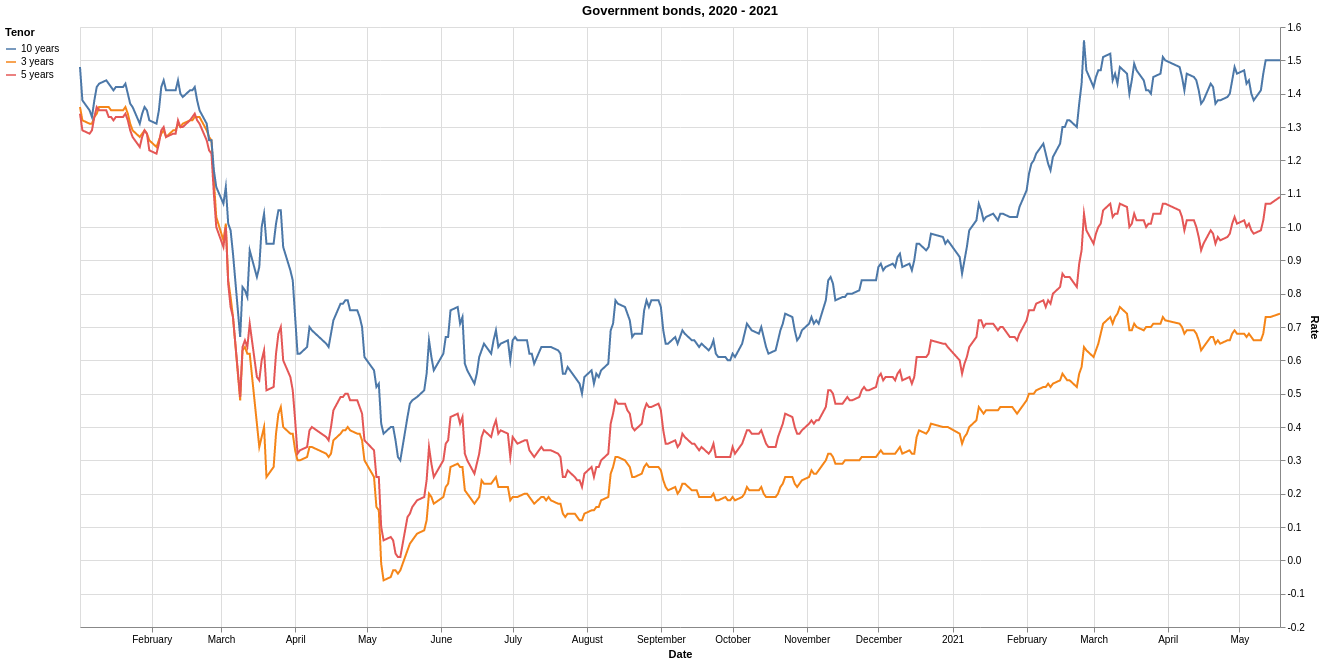 Government bonds, 2020 - 2021
Tenor
10 years
3 years
5 years
1.6
1.5
1.4
1.3
1.2
1.1
1.0
0.9
0.8
0.7
0.6
0.5
0.4
0.3
0.2
0.1
0.0
-0.1
-0.2
Rate
February March April May June July August September October November December 2021 February March April May
Date